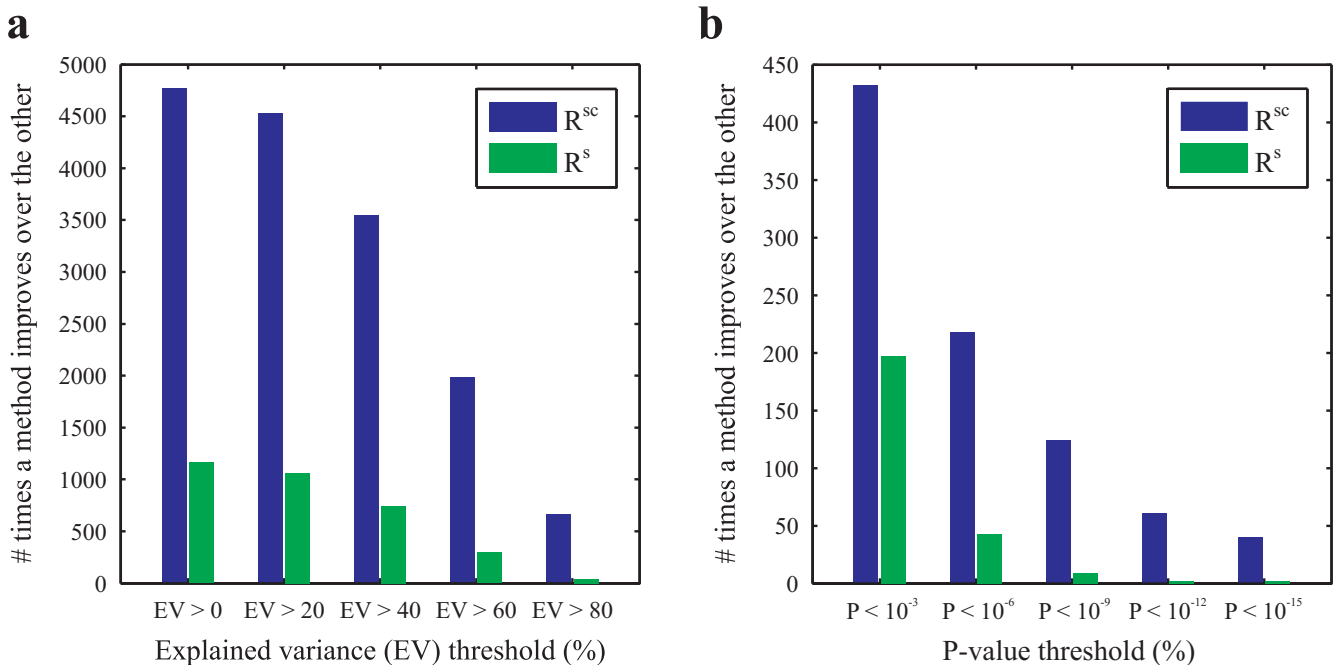 a
# times a method improves over the other
5000
4500
4000
3500
3000
2500
2000
1500
1000
500
0
R^sc
R^s
EV > 0 EV > 20 EV > 40 EV > 60 EV > 80
Explained variance (EV) threshold (%)
b
# times a method improves over the other
450
400
350
300
250
200
150
100
50
0
R^sc
R^s
P < 10^-3 P < 10^-6 P < 10^-9 P < 10^-12 P < 10^-15
P-value threshold (%)